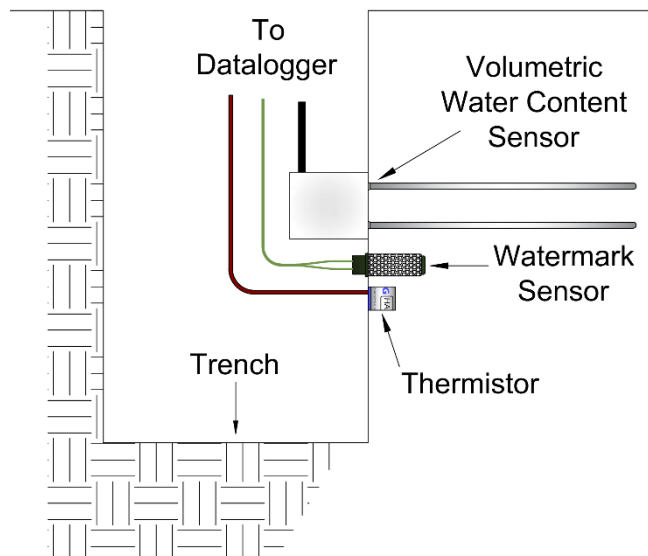 To
Datalogger
Volumetric
Water Content
Sensor
Watermark
Sensor
Thermistor
Trench